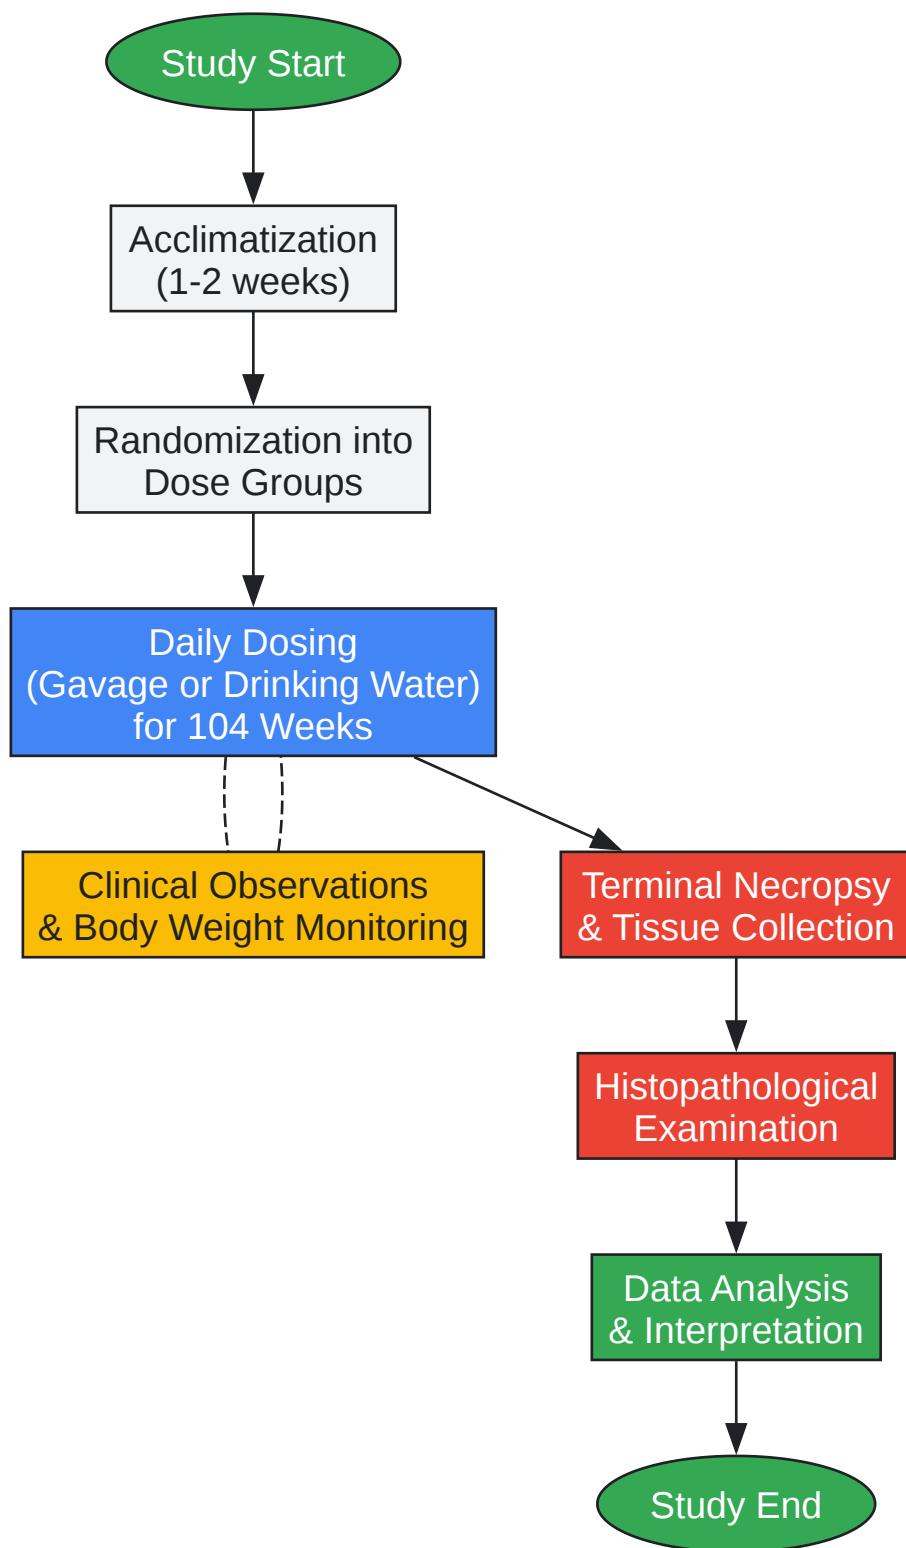 Study Start
Acclimatization
(1-2 weeks)
Randomization into
Dose Groups
Daily Dosing
(Gavage or Drinking Water)
for 104 Weeks
Clinical Observations
& Body Weight Monitoring
Terminal Necropsy
& Tissue Collection
Histopathological
Examination
Data Analysis
& Interpretation
Study End